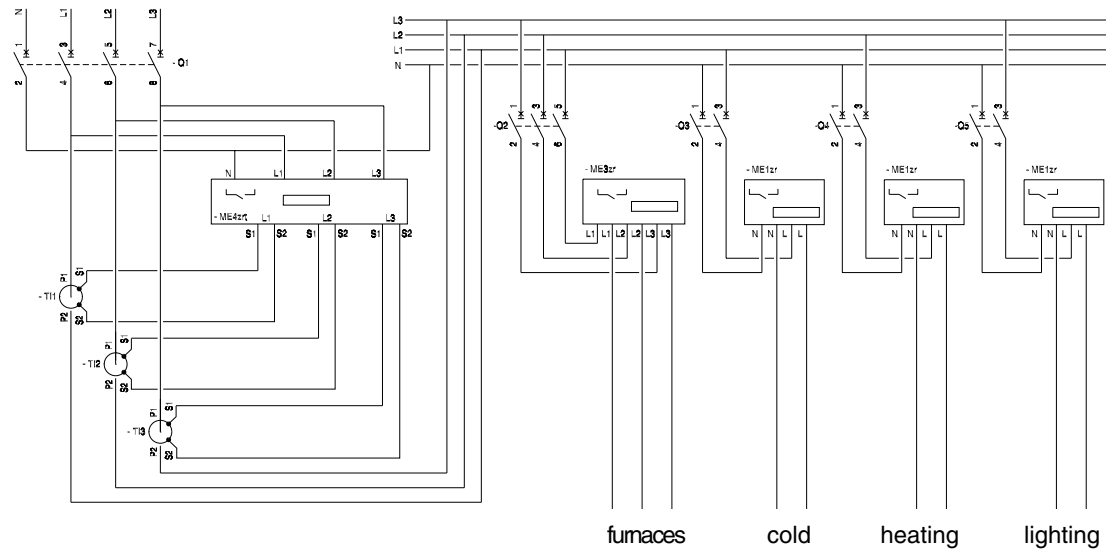 N L1 L2 L3
1 3 5 7
- Q1
2 4 6 8
L3
L2
L1
N
1 3 5
-Q2
2 4 6
1 3
-Q3
2 4
1 3
-Q4
2 4
1 3
-Q5
2 4
N L1 L2 L3
- ME4zrt L1 L2 L3
S1 S2 S1 S2 S1 S2
- ME3zr
L1 L1 L2 L2 L3 L3
- ME1zr
N N L L
- ME1zr
N N L L
- ME1zr
N N L L
P1 S1
- TI1
P2 S2
P1 S1
- TI2
P2 S2
P1 S1
- TI3
P2 S2
furnaces cold heating lighting